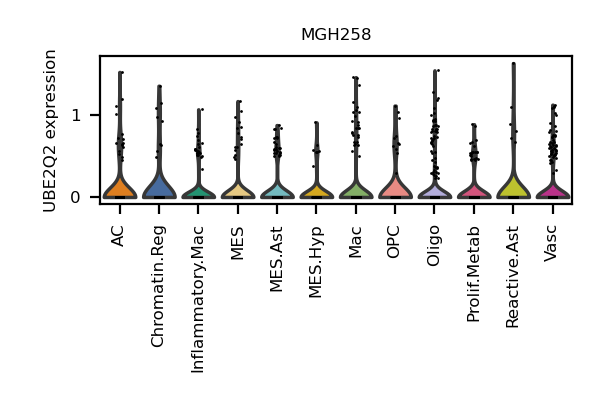 MGH258
UBE2Q2 expression
1
0
AC
Chromatin.Reg
Inflammatory.Mac
MES
MES.Ast
MES.Hyp
Mac
OPC
Oligo
Prolif.Metab
Reactive.Ast
Vasc